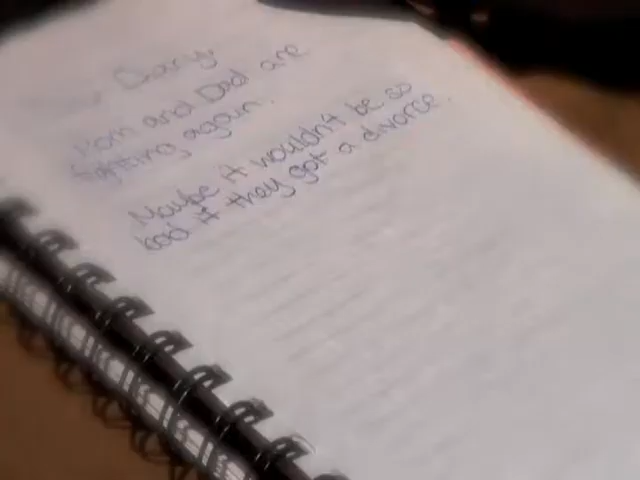 Diary,
Mom and Dad are
fighting again.
Maybe it wouldn't be so
bad if they got a divorce.